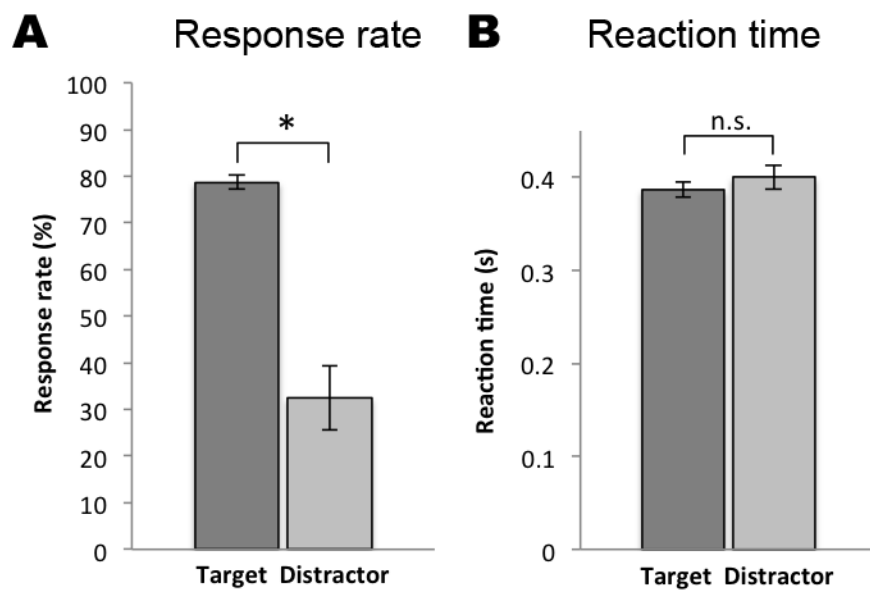 A Response rate
100
90
80
70
60
50
40
30
20
10
0
Response rate (%)
*
Target Distractor
B Reaction time
0.4
0.3
0.2
0.1
0
Reaction time (s)
n.s.
Target Distractor